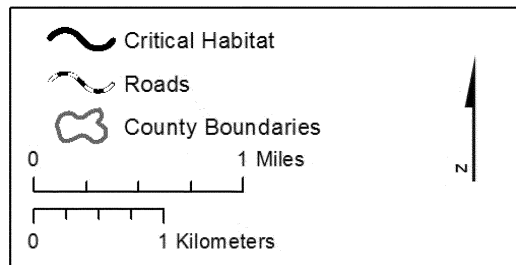 Critical Habitat
Roads
County Boundaries
0 1 Miles
0 1 Kilometers
N